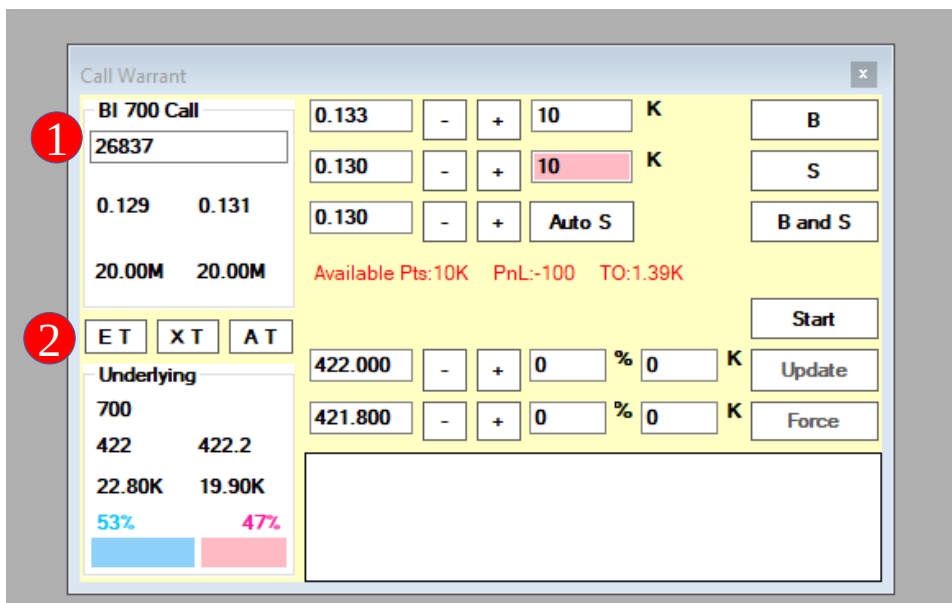 Call Warrant
x
1
BI 700 Call
26837
0.129 0.131
20.00M 20.00M
0.133 - + 10 K
B
0.130 - + 10 K
S
0.130 - + Auto S
B and S
Available Pts:10K PnL:-100 TO:1.39K
2
E T X T A T
Start
Underlying
700
422 422.2
22.80K 19.90K
53% 47%
422.000 - + 0 % 0 K
Update
421.800 - + 0 % 0 K
Force